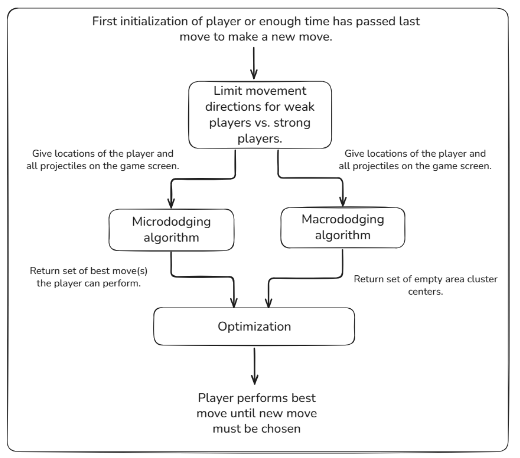 First initialization of player or enough time has passed last
move to make a new move.
Limit movement
directions for weak
players vs. strong
players.
Give locations of the player and
all projectiles on the game screen.
Give locations of the player and
all projectiles on the game screen.
Micrododging
algorithm
Macrododging
algorithm
Return set of best move(s)
the player can perform.
Return set of empty area cluster
centers.
Optimization
Player performs best
move until new move
must be chosen